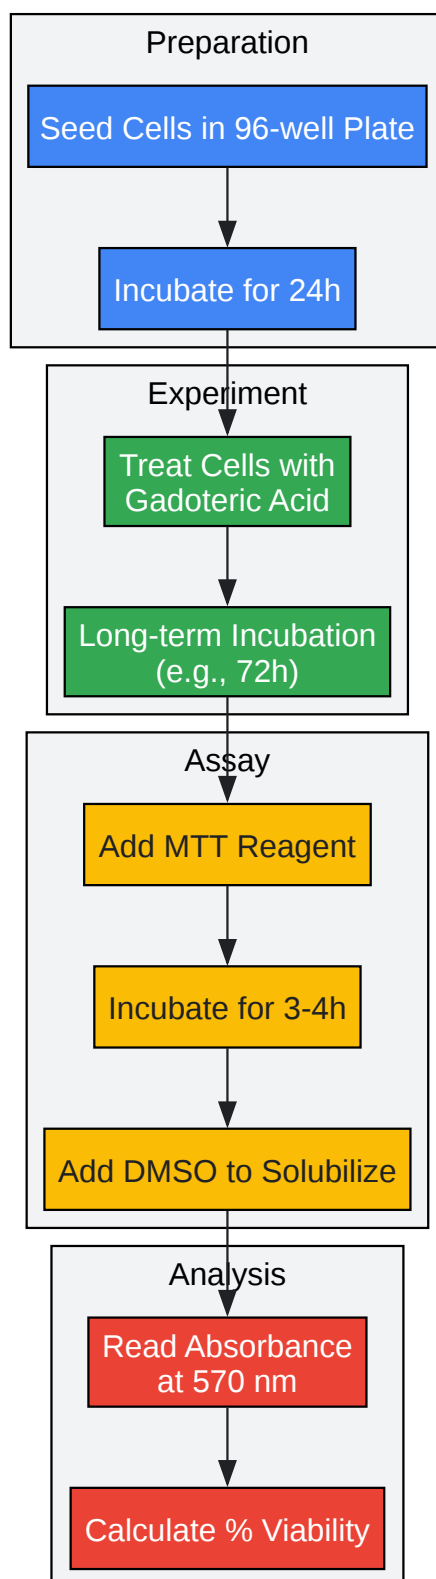 Preparation
Seed Cells in 96-well Plate
Incubate for 24h
Experiment
Treat Cells with
Gadoteric Acid
Long-term Incubation
(e.g., 72h)
Assay
Add MTT Reagent
Incubate for 3-4h
Add DMSO to Solubilize
Analysis
Read Absorbance
at 570 nm
Calculate % Viability